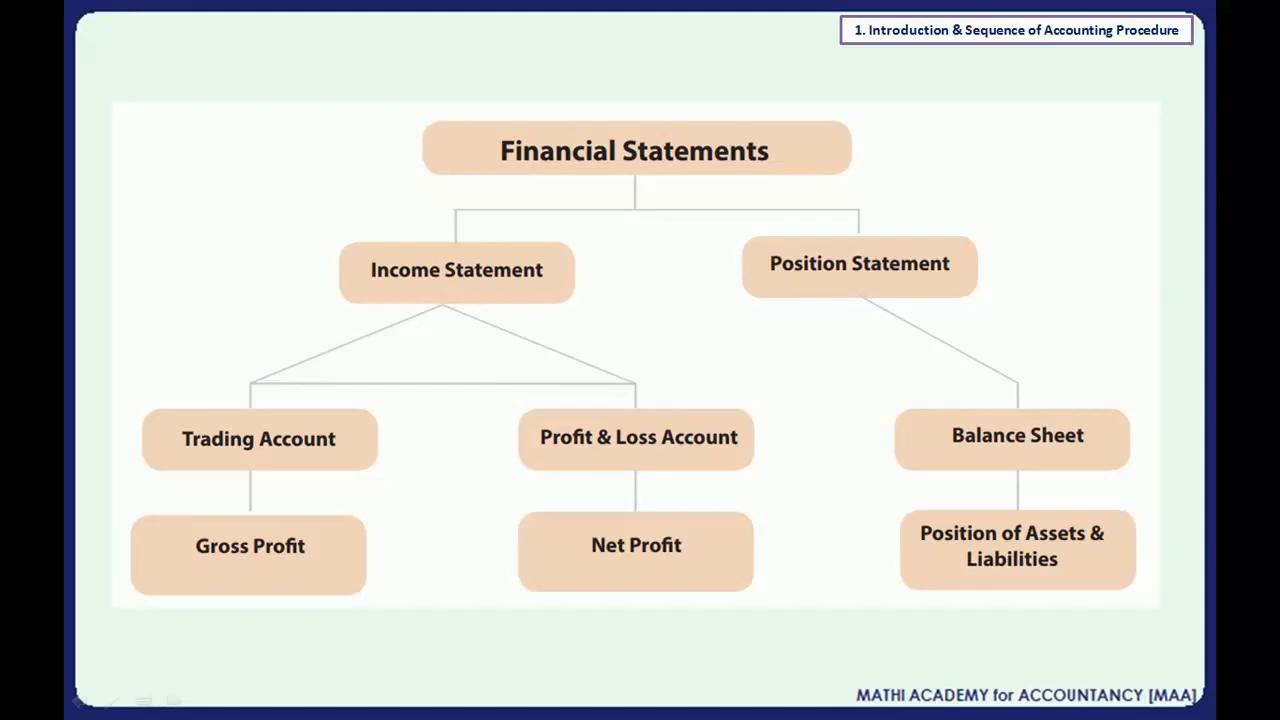 1. Introduction & Sequence of Accounting Procedure
Financial Statements
Income Statement
Position Statement
Trading Account
Profit & Loss Account
Balance Sheet
Gross Profit
Net Profit
Position of Assets &
Liabilities
MATHI ACADEMY for ACCOUNTANCY [MAA]